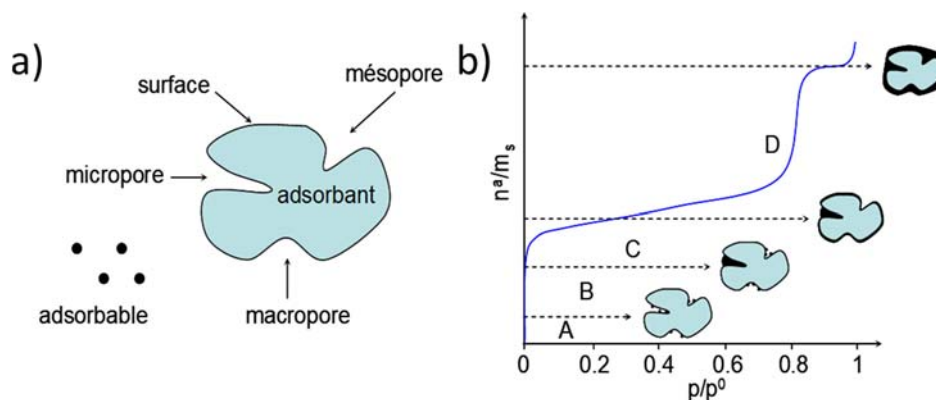 a)
surface
mésopore
micropore
adsorbant
adsorbable
macropore
b)
nᵃ/mₛ
D
C
B
A
0 0.2 0.4 0.6 0.8 1
p/p⁰